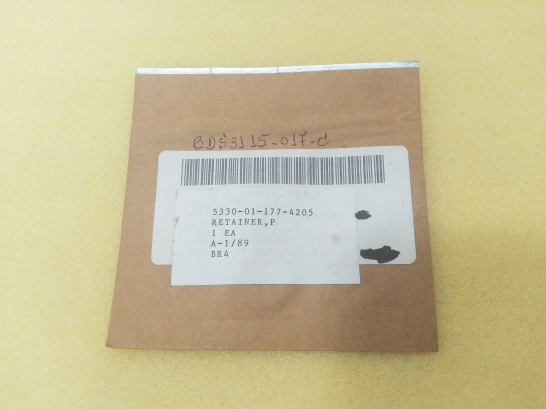 BDS3115-017-C
5330-01-177-4205
RETAINER,P
1 EA
A-1/89
BR4